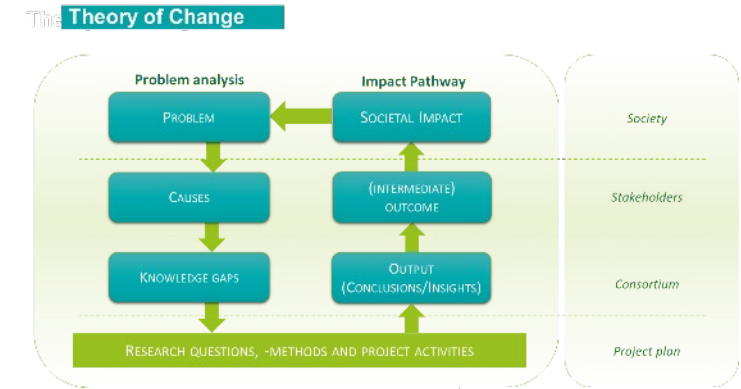 Theory of Change
Problem analysis
Impact Pathway
PROBLEM
SOCIETAL IMPACT
Society
CAUSES
(INTERMEDIATE)
OUTCOME
Stakeholders
KNOWLEDGE GAPS
OUTPUT
(CONCLUSIONS/INSIGHTS)
Consortium
RESEARCH QUESTIONS, -METHODS AND PROJECT ACTIVITIES
Project plan